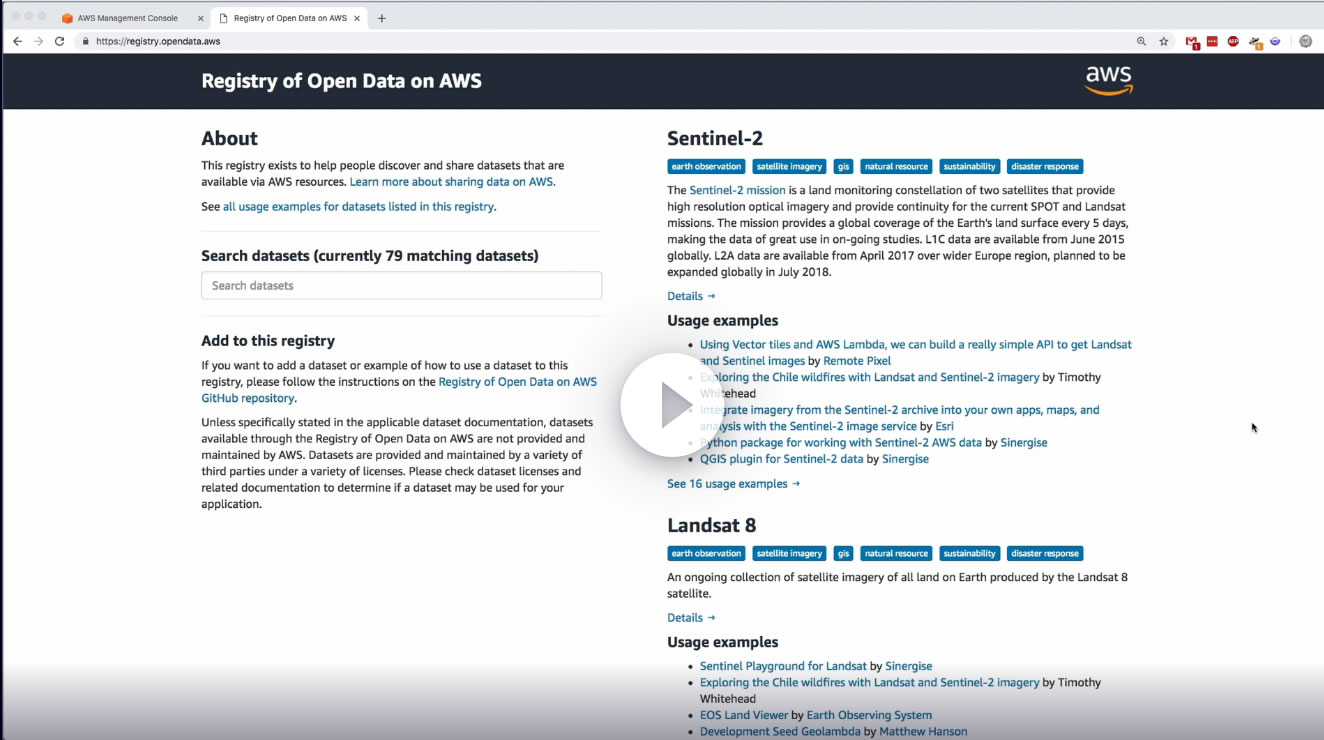 AWS Management Console
Registry of Open Data on AWS
https://registry.opendata.aws
Registry of Open Data on AWS
aws
About
This registry exists to help people discover and share datasets that are
available via AWS resources. Learn more about sharing data on AWS.
See all usage examples for datasets listed in this registry.
Search datasets (currently 79 matching datasets)
Search datasets
Add to this registry
If you want to add a dataset or example of how to use a dataset to this
registry, please follow the instructions on the Registry of Open Data on AWS
GitHub repository.
Unless specifically stated in the applicable dataset documentation, datasets
available through the Registry of Open Data on AWS are not provided and
maintained by AWS. Datasets are provided and maintained by a variety of
third parties under a variety of licenses. Please check dataset licenses and
related documentation to determine if a dataset may be used for your
application.
Sentinel-2
earth observation satellite imagery gis natural resource sustainability disaster response
The Sentinel-2 mission is a land monitoring constellation of two satellites that provide
high resolution optical imagery and provide continuity for the current SPOT and Landsat
missions. The mission provides a global coverage of the Earth's land surface every 5 days,
making the data of great use in on-going studies. L1C data are available from June 2015
globally. L2A data are available from April 2017 over wider Europe region, planned to be
expanded globally in July 2018.
Details →
Usage examples
• Using Vector tiles and AWS Lambda, we can build a really simple API to get Landsat
and Sentinel images by Remote Pixel
• Exploring the Chile wildfires with Landsat and Sentinel-2 imagery by Timothy
Whitehead
• Integrate imagery from the Sentinel-2 archive into your own apps, maps, and
analysis with the Sentinel-2 image service by Esri
• Python package for working with Sentinel-2 AWS data by Sinergise
• QGIS plugin for Sentinel-2 data by Sinergise
See 16 usage examples →
Landsat 8
earth observation satellite imagery gis natural resource sustainability disaster response
An ongoing collection of satellite imagery of all land on Earth produced by the Landsat 8
satellite.
Details →
Usage examples
• Sentinel Playground for Landsat by Sinergise
• Exploring the Chile wildfires with Landsat and Sentinel-2 imagery by Timothy
Whitehead
• EOS Land Viewer by Earth Observing System
• Development Seed Geolambda by Matthew Hanson